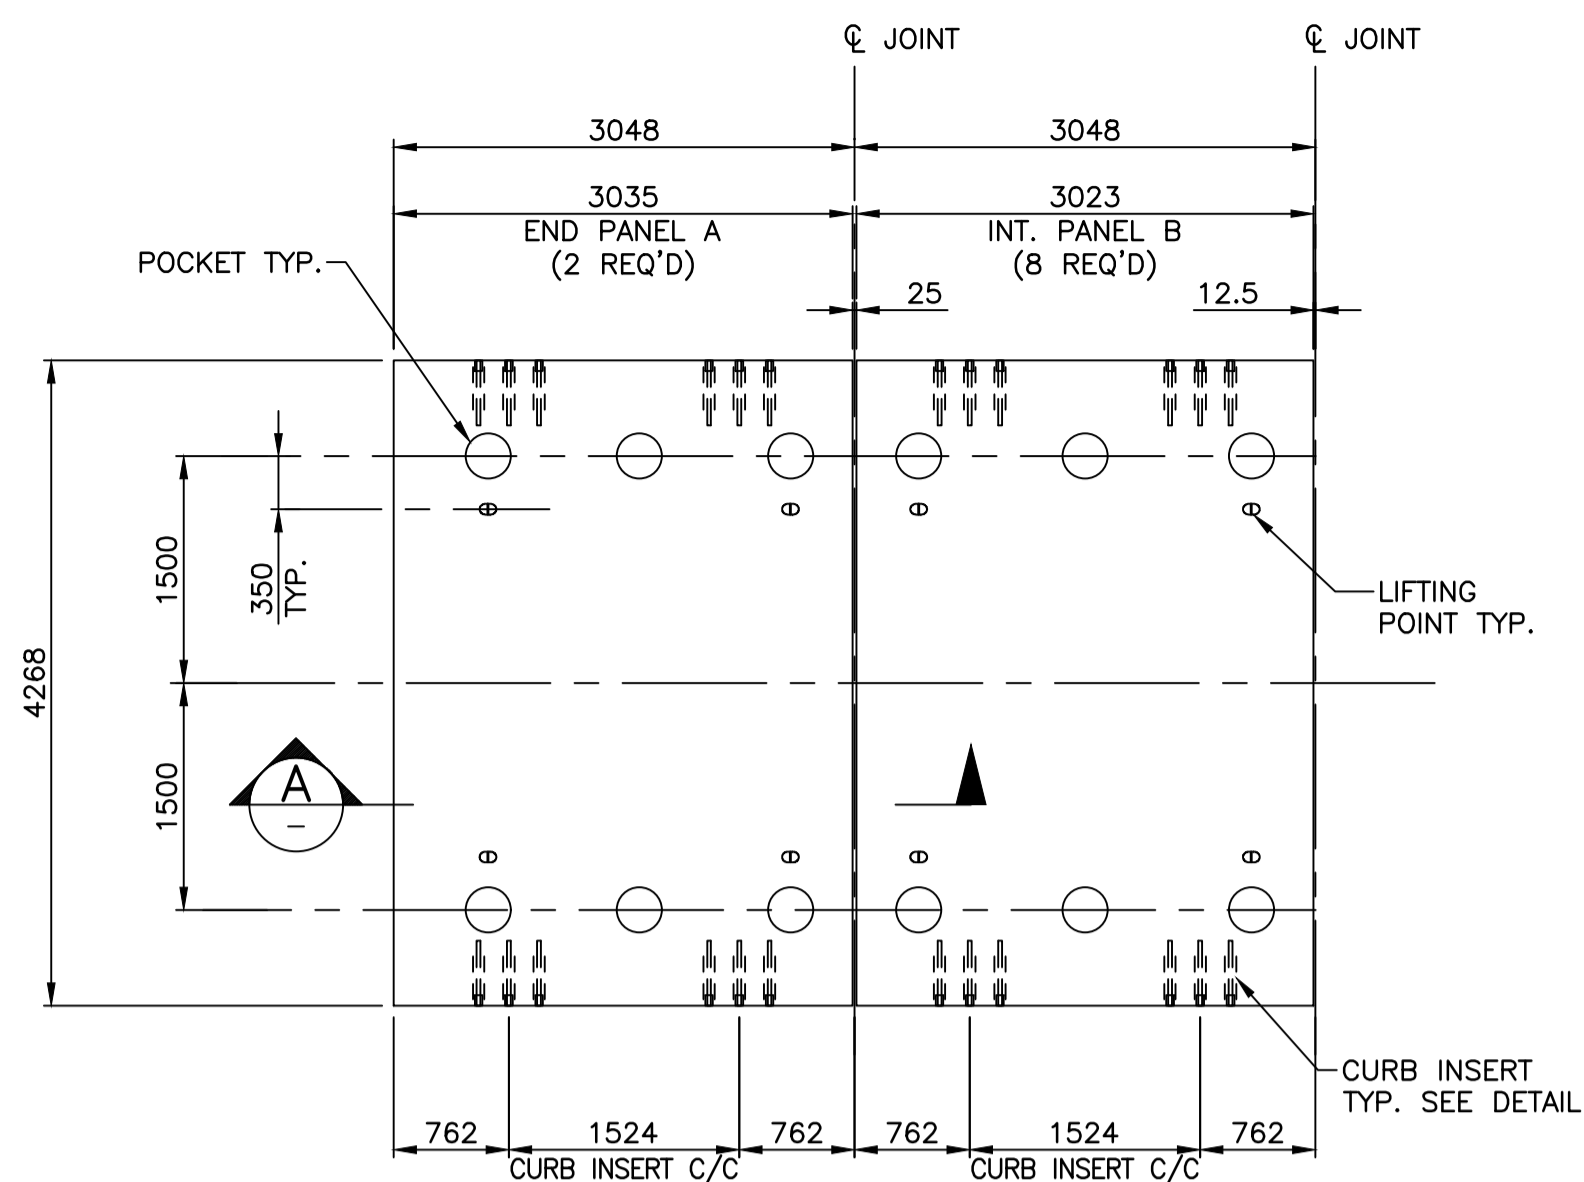 ℄ JOINT
℄ JOINT
3048
3048
3035
3023
END PANEL A
(2 REQ'D)
INT. PANEL B
(8 REQ'D)
POCKET TYP.
25
12.5
1500
350
TYP.
LIFTING
POINT TYP.
4268
1500
A
–
CURB INSERT
TYP. SEE DETAIL
762
1524
762
762
1524
762
CURB INSERT C/C
CURB INSERT C/C